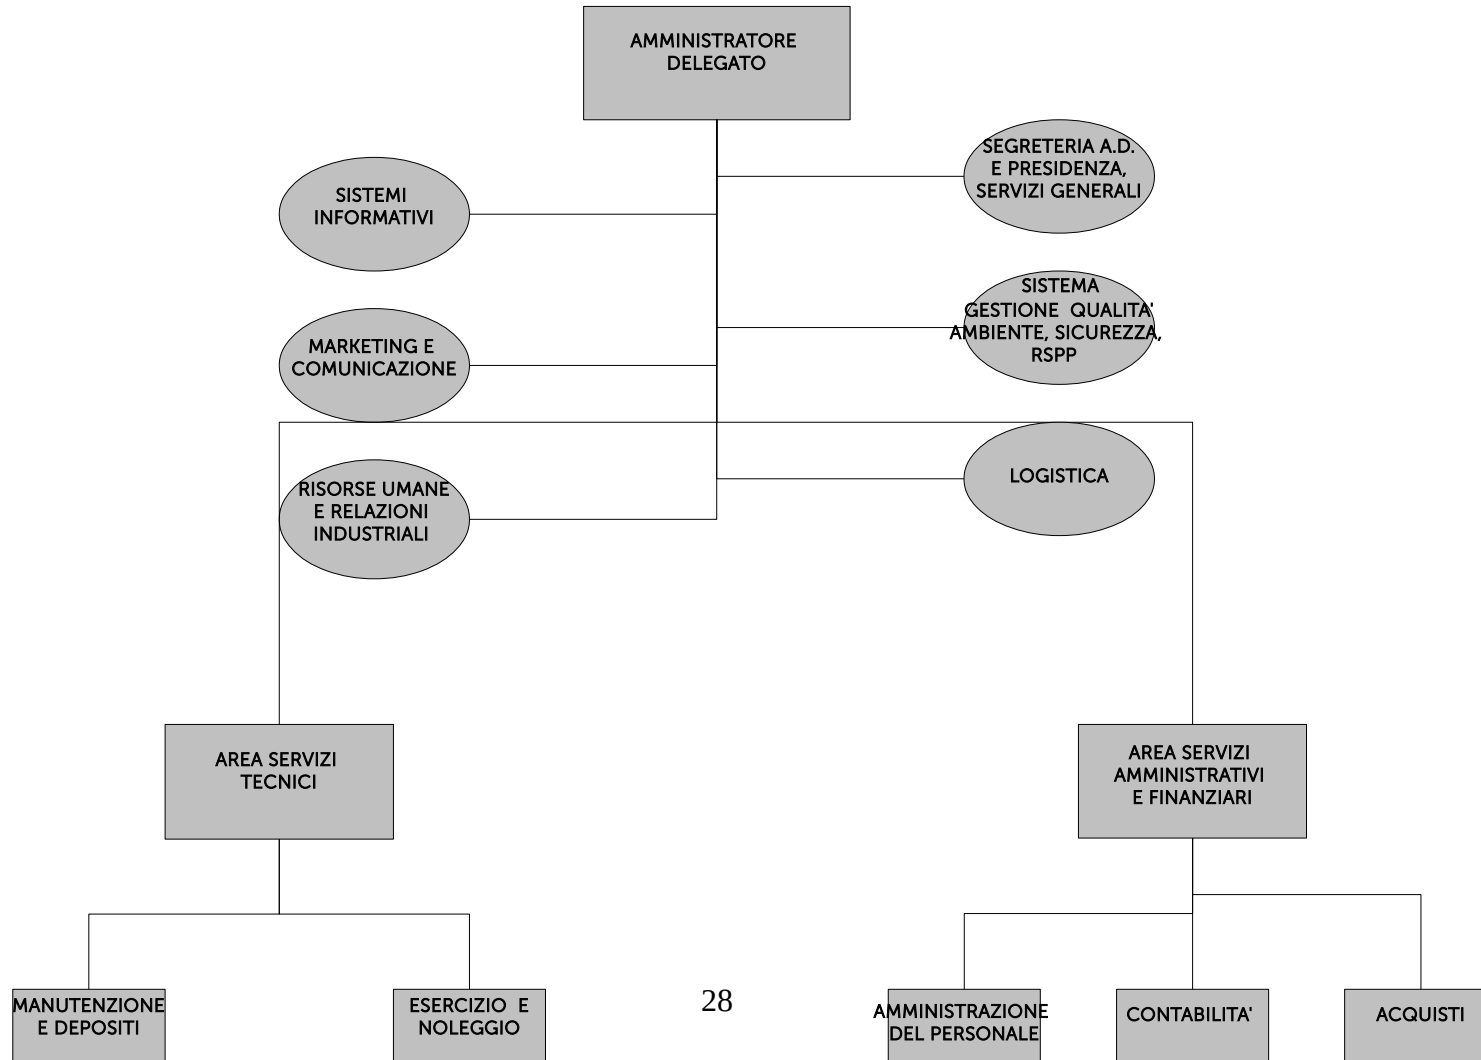 AMMINISTRATORE
DELEGATO
SEGRETERIA A.D.
E PRESIDENZA,
SERVIZI GENERALI
SISTEMI
INFORMATIVI
SISTEMA
GESTIONE  QUALITA'
AMBIENTE, SICUREZZA,
RSPP
MARKETING E
COMUNICAZIONE
LOGISTICA
RISORSE UMANE
E RELAZIONI
INDUSTRIALI
AREA SERVIZI
TECNICI
AREA SERVIZI
AMMINISTRATIVI
E FINANZIARI
MANUTENZIONE
E DEPOSITI
ESERCIZIO  E
NOLEGGIO
28
AMMINISTRAZIONE
DEL PERSONALE
CONTABILITA'
ACQUISTI